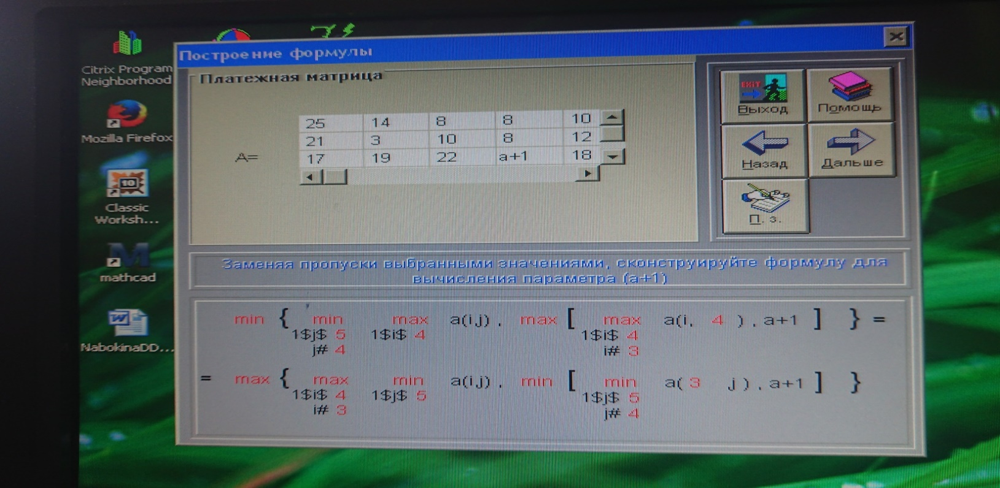 Citrix Program
Neighborhood
Mozilla Firefox
10
Classic
Worksh...
mathcad
NabokinaDD...
Построение формулы
Платежная матрица
A=
25 14 8 8 10
21 3 10 8 12
17 19 22 a+1 18
EXIT
Выход
Помощь
Назад
Дальше
П. з.
Заменяя пропуски выбранными значениями, сконструируйте формулу для
вычисления параметра (a+1)
min { min max a(i,j) , max [ max a(i, 4 ) , a+1 ] } =
1$j$ 5 1$i$ 4 1$i$ 4
j# 4 i# 3
= max { max min a(i,j) , min [ min a( 3 j ) , a+1 ] }
1$i$ 4 1$j$ 5 1$j$ 5
i# 3 j# 4